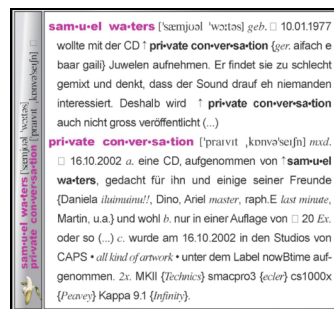 sam·u·el wa·ters ['sæmjʊəl 'wɔːtəs] geb. □ 10.01.1977
wollte mit der CD ↑ pri·vate con·ver·sa·tion {ger. aifach e
baar gaili} Juwelen aufnehmen. Er findet sie zu schlecht
gemixt und denkt, dass der Sound drauf eh niemanden
interessiert. Deshalb wird ↑ private con·ver·sa·tion
auch nicht gross veröffentlicht (...)
pri·vate con·ver·sa·tion ['praɪvɪt ˌkɒnvə'seɪʃn] mxd.
□ 16.10.2002 a. eine CD, aufgenommen von ↑sam·u·el
wa·ters, gedacht für ihn und einige seiner Freunde
{Daniela iluimuinu!!, Dino, Ariel master, raph.E last minute,
Martin, u.a.} und wohl b. nur in einer Auflage von □ 20 Ex.
oder so (...) c. wurde am 16.10.2002 in den Studios von
CAPS • all kind of artwork • unter dem Label nowBtime auf-
genommen. 2x. MKII {Technics} smacpro3 {ecler} cs1000x
{Peavey} Kappa 9.1 {Infinity}.
sam·u·el wa·ters ['sæmjʊəl 'wɔːtəs] □
pri·vate con·ver·sa·tion ['praɪvɪt ˌkɒnvə'seɪʃn]